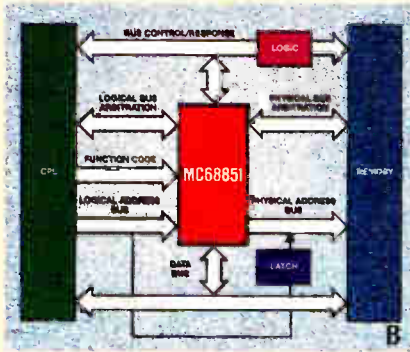 BUS CONTROL/RESPONSE
LOGIC
LOGICAL BUS
ARBITRATION
PHYSICAL BUS
ARBITRATION
CPU
FUNCTION CODE
MC68851
MEMORY
LOGICAL ADDRESS
BUS
PHYSICAL ADDRESS
BUS
DATA
BUS
LATCH
B